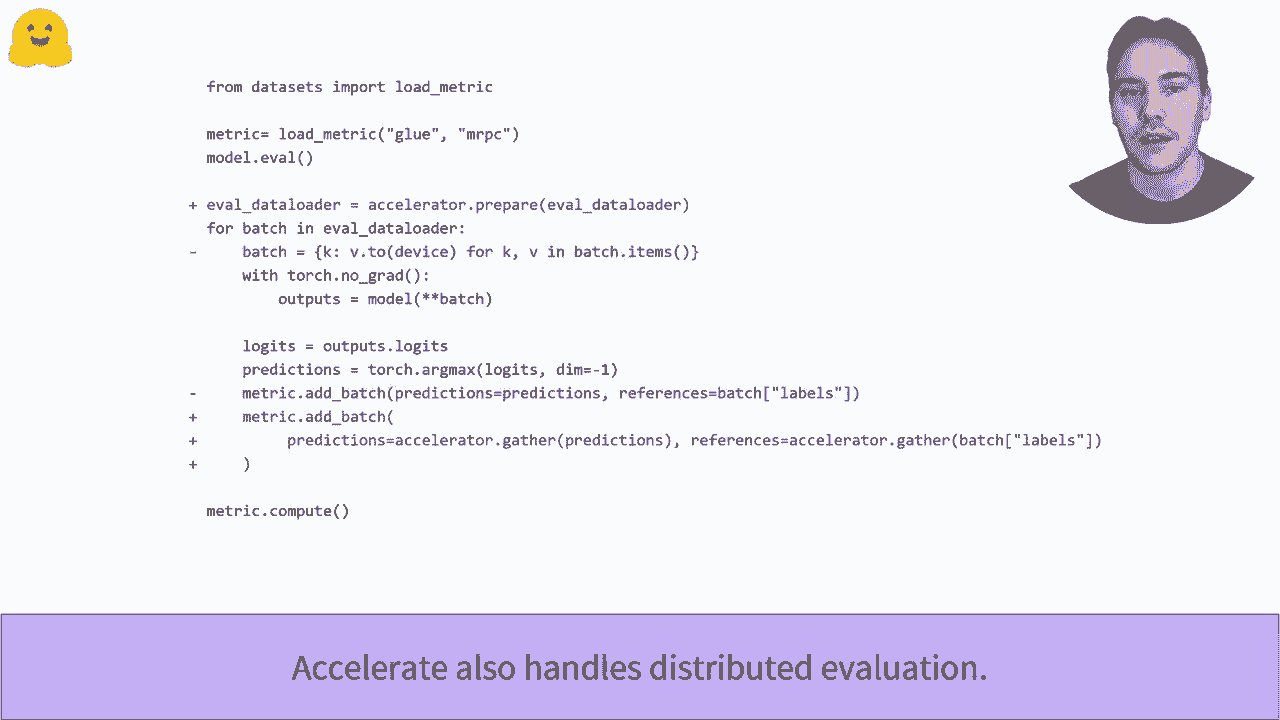 from datasets import load_metric
metric= load_metric("glue", "mrpc")
model.eval()
+ eval_dataloader = accelerator.prepare(eval_dataloader)
for batch in eval_dataloader:
- batch = {k: v.to(device) for k, v in batch.items()}
with torch.no_grad():
outputs = model(**batch)
logits = outputs.logits
predictions = torch.argmax(logits, dim=-1)
- metric.add_batch(predictions=predictions, references=batch["labels"])
+ metric.add_batch(
+ predictions=accelerator.gather(predictions), references=accelerator.gather(batch["labels"])
+ )
metric.compute()
Accelerate also handles distributed evaluation.